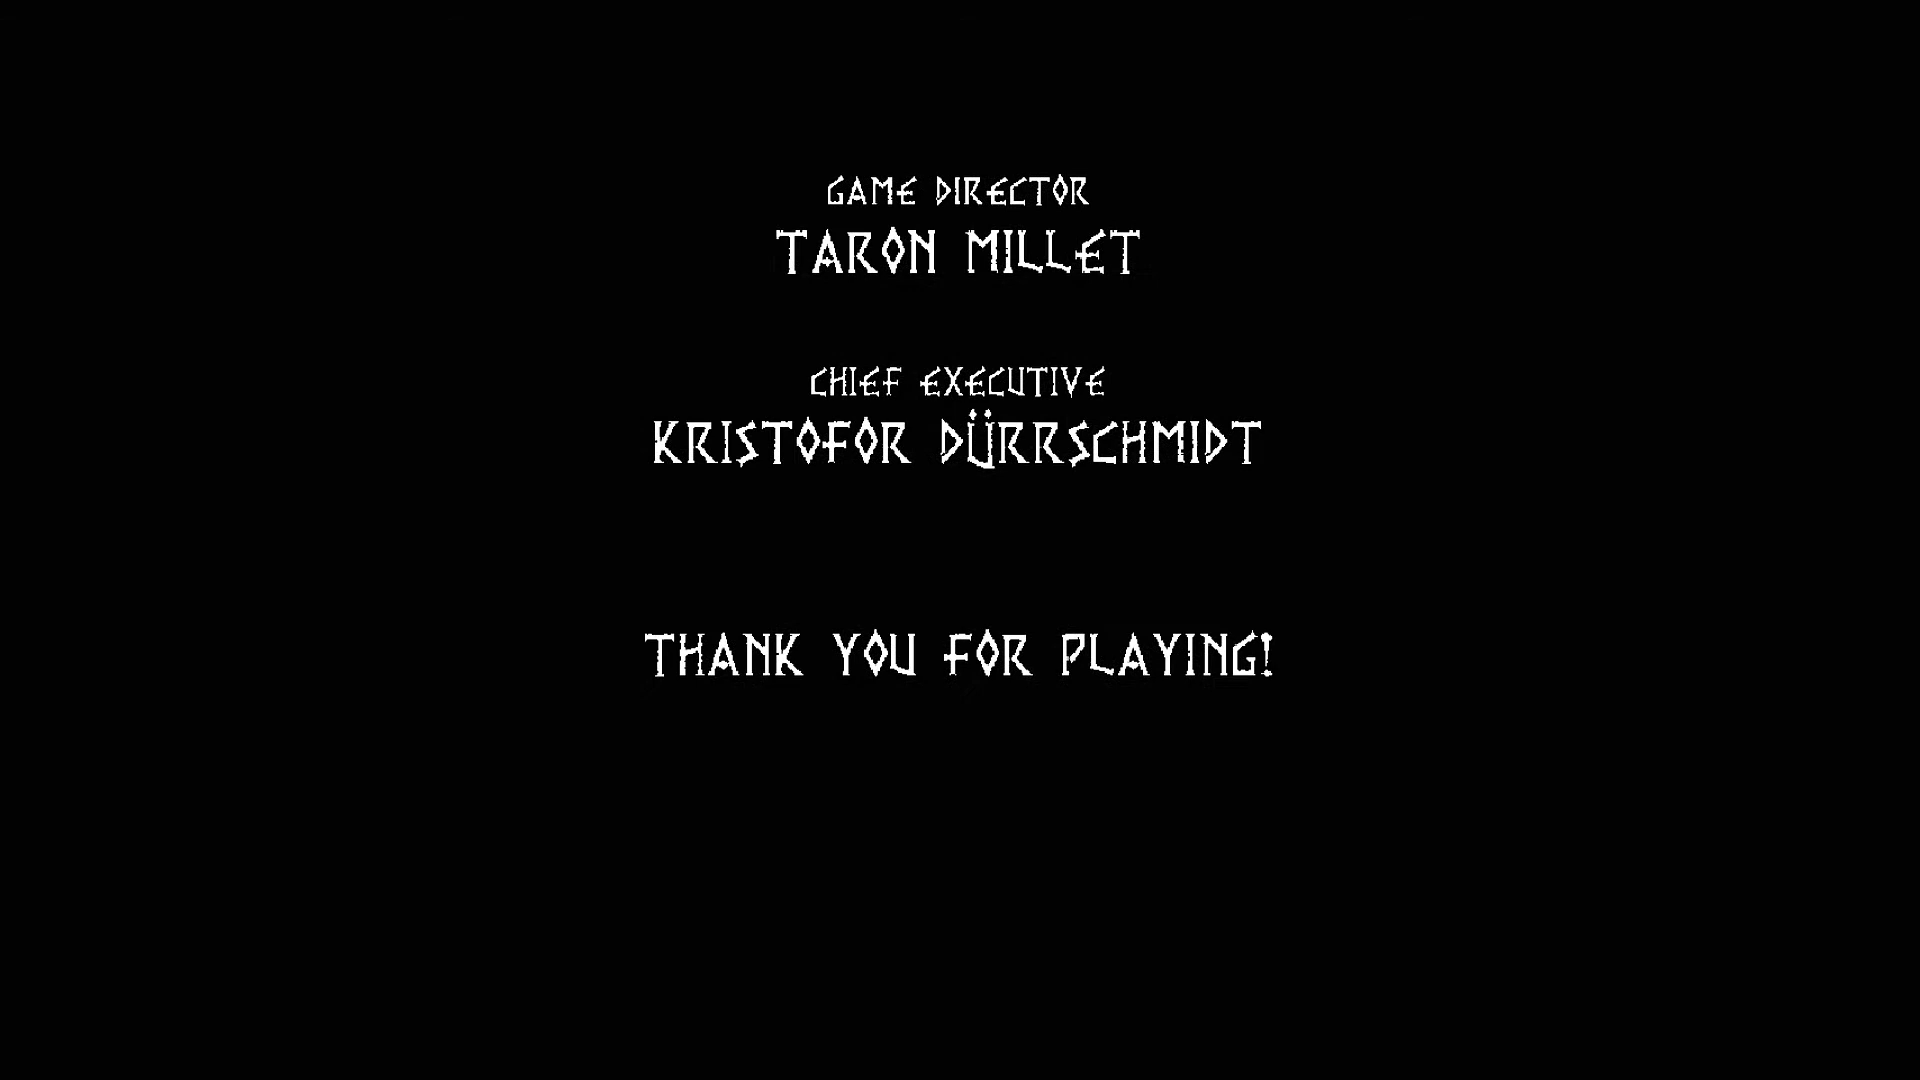 GAME DIRECTOR
TARON MILLET
CHIEF EXECUTIVE
KRISTOFOR DÜRRSCHMIDT
THANK YOU FOR PLAYING!